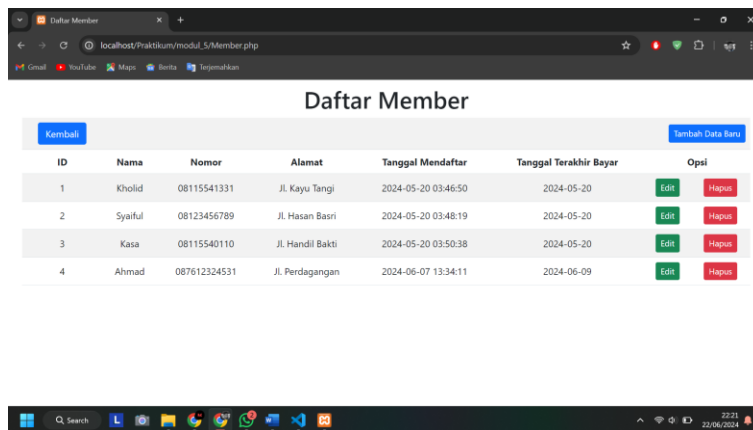 Daftar Member
localhost/Praktikum/modul_5/Member.php
Gmail YouTube Maps Berita Terjemahkan
Daftar Member
Kembali Tambah Data Baru
ID Nama Nomor Alamat Tanggal Mendaftar Tanggal Terakhir Bayar Opsi
1 Kholid 08115541331 Jl. Kayu Tangi 2024-05-20 03:46:50 2024-05-20 Edit Hapus
2 Syaiful 08123456789 Jl. Hasan Basri 2024-05-20 03:48:19 2024-05-20 Edit Hapus
3 Kasa 08115540110 Jl. Handil Bakti 2024-05-20 03:50:38 2024-05-20 Edit Hapus
4 Ahmad 087612324531 Jl. Perdagangan 2024-06-07 13:34:11 2024-06-09 Edit Hapus
Search L 2 22:21
22/06/2024